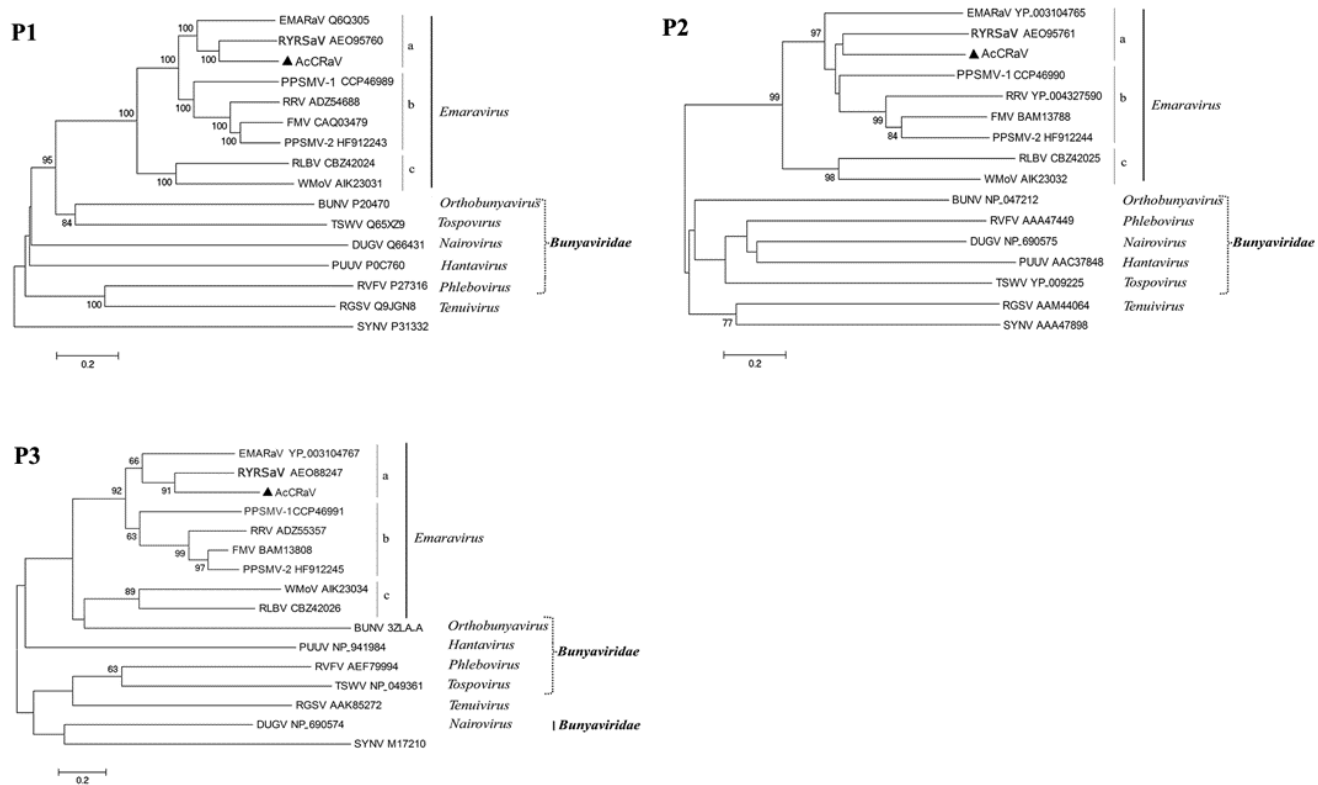 P1
100
EMARaV Q6Q305
100
RYRSaV AEO95760
a
100
100
▲AcCRaV
PPSMV-1 CCP46989
100
RRV ADZ54688
b
Emaravirus
100
100
FMV CAQ03479
100
PPSMV-2 HF912243
95
RLBV CBZ42024
c
100
WMoV AIK23031
BUNV P20470
Orthobunyavirus
84
TSWV Q65XZ9
Tospovirus
DUGV Q66431
Nairovirus
Bunyaviridae
PUUV P0C760
Hantavirus
RVFV P27316
Phlebovirus
100
RGSV Q9JGN8
Tenuivirus
SYNV P31332
0.2
P2
EMARaV YP_003104765
97
RYRSaV AEO95761
a
▲AcCRaV
PPSMV-1 CCP46990
99
RRV YP_004327590
b
Emaravirus
99
FMV BAM13788
84
PPSMV-2 HF912244
RLBV CBZ42025
c
98
WMoV AIK23032
BUNV NP_047212
Orthobunyavirus
RVFV AAA47449
Phlebovirus
DUGV NP_690575
Nairovirus
Bunyaviridae
PUUV AAC37848
Hantavirus
TSWV YP_009225
Tospovirus
RGSV AAM44064
Tenuivirus
77
SYNV AAA47898
0.2
P3
EMARaV YP_003104767
66
RYRSaV AEO88247
a
92
91
▲AcCRaV
PPSMV-1CCP46991
63
RRV ADZ55357
b
Emaravirus
99
FMV BAM13808
97
PPSMV-2 HF912245
89
WMoV AIK23034
c
RLBV CBZ42026
BUNV 3ZLA-A
Orthobunyavirus
PUUV NP_941984
Hantavirus
Bunyaviridae
63
RVFV AEF79994
Phlebovirus
TSWV NP_049361
Tospovirus
RGSV AAK85272
Tenuivirus
DUGV NP_690574
Nairovirus
Bunyaviridae
SYNV M17210
0.2